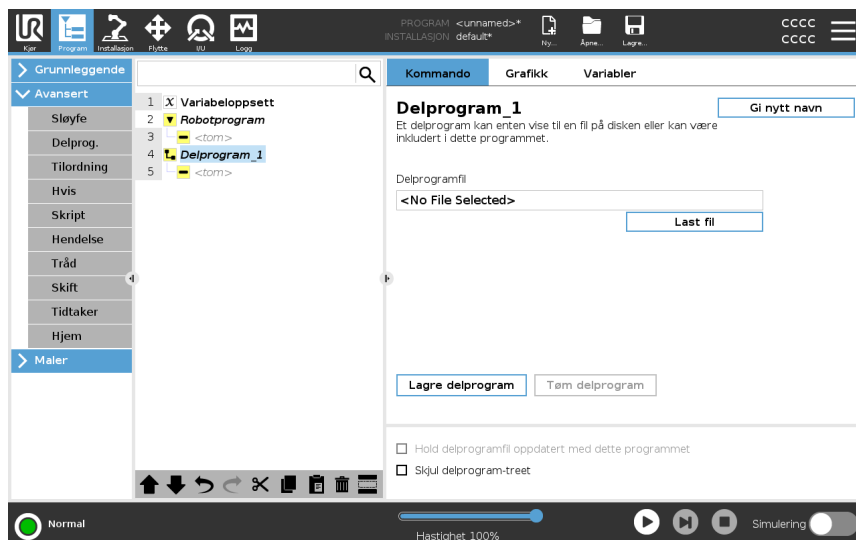 PROGRAM <unnamed>*
INSTALLASJON default*
CCCC
CCCC
Kjør
Program
Installasjon
Flytte
I/U
Logg
Ny...
Åpne...
Lagre...
Grunnleggende
Avansert
Sløyfe
Delprog.
Tilordning
Hvis
Skript
Hendelse
Tråd
Skift
Tidtaker
Hjem
Maler
1 X Variabeloppsett
2 Robotprogram
3 <tom>
4 Delprogram_1
5 <tom>
Kommando
Grafikk
Variabler
Delprogram_1
Gi nytt navn
Et delprogram kan enten vise til en fil på disken eller kan være
inkludert i dette programmet.
Delprogramfil
<No File Selected>
Last fil
Lagre delprogram
Tøm delprogram
Hold delprogramfil oppdatert med dette programmet
Skjul delprogram-treet
Normal
Hastighet 100%
Simulering